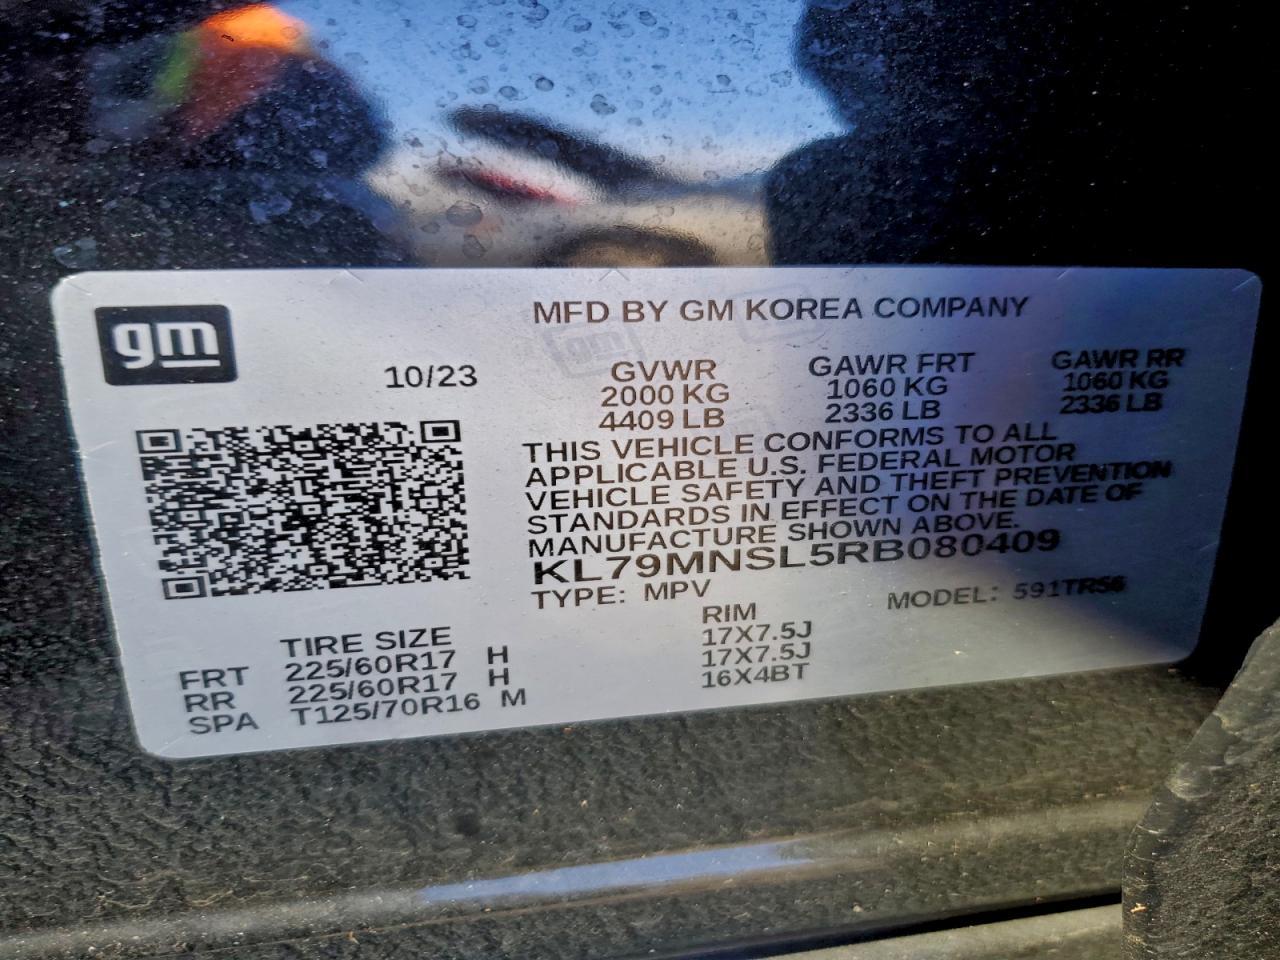 gm
MFD BY GM KOREA COMPANY
10/23
GVWR GAWR FRT GAWR RR
2000 KG 1060 KG 1060 KG
4409 LB 2336 LB 2336 LB
THIS VEHICLE CONFORMS TO ALL
APPLICABLE U.S. FEDERAL MOTOR
VEHICLE SAFETY AND THEFT PREVENTION
STANDARDS IN EFFECT ON THE DATE OF
MANUFACTURE SHOWN ABOVE.
KL79MNSL5RB080409
TYPE: MPV MODEL: 591TR56
TIRE SIZE RIM
FRT 225/60R17 H 17X7.5J
RR 225/60R17 H 17X7.5J
SPA T125/70R16 M 16X4BT